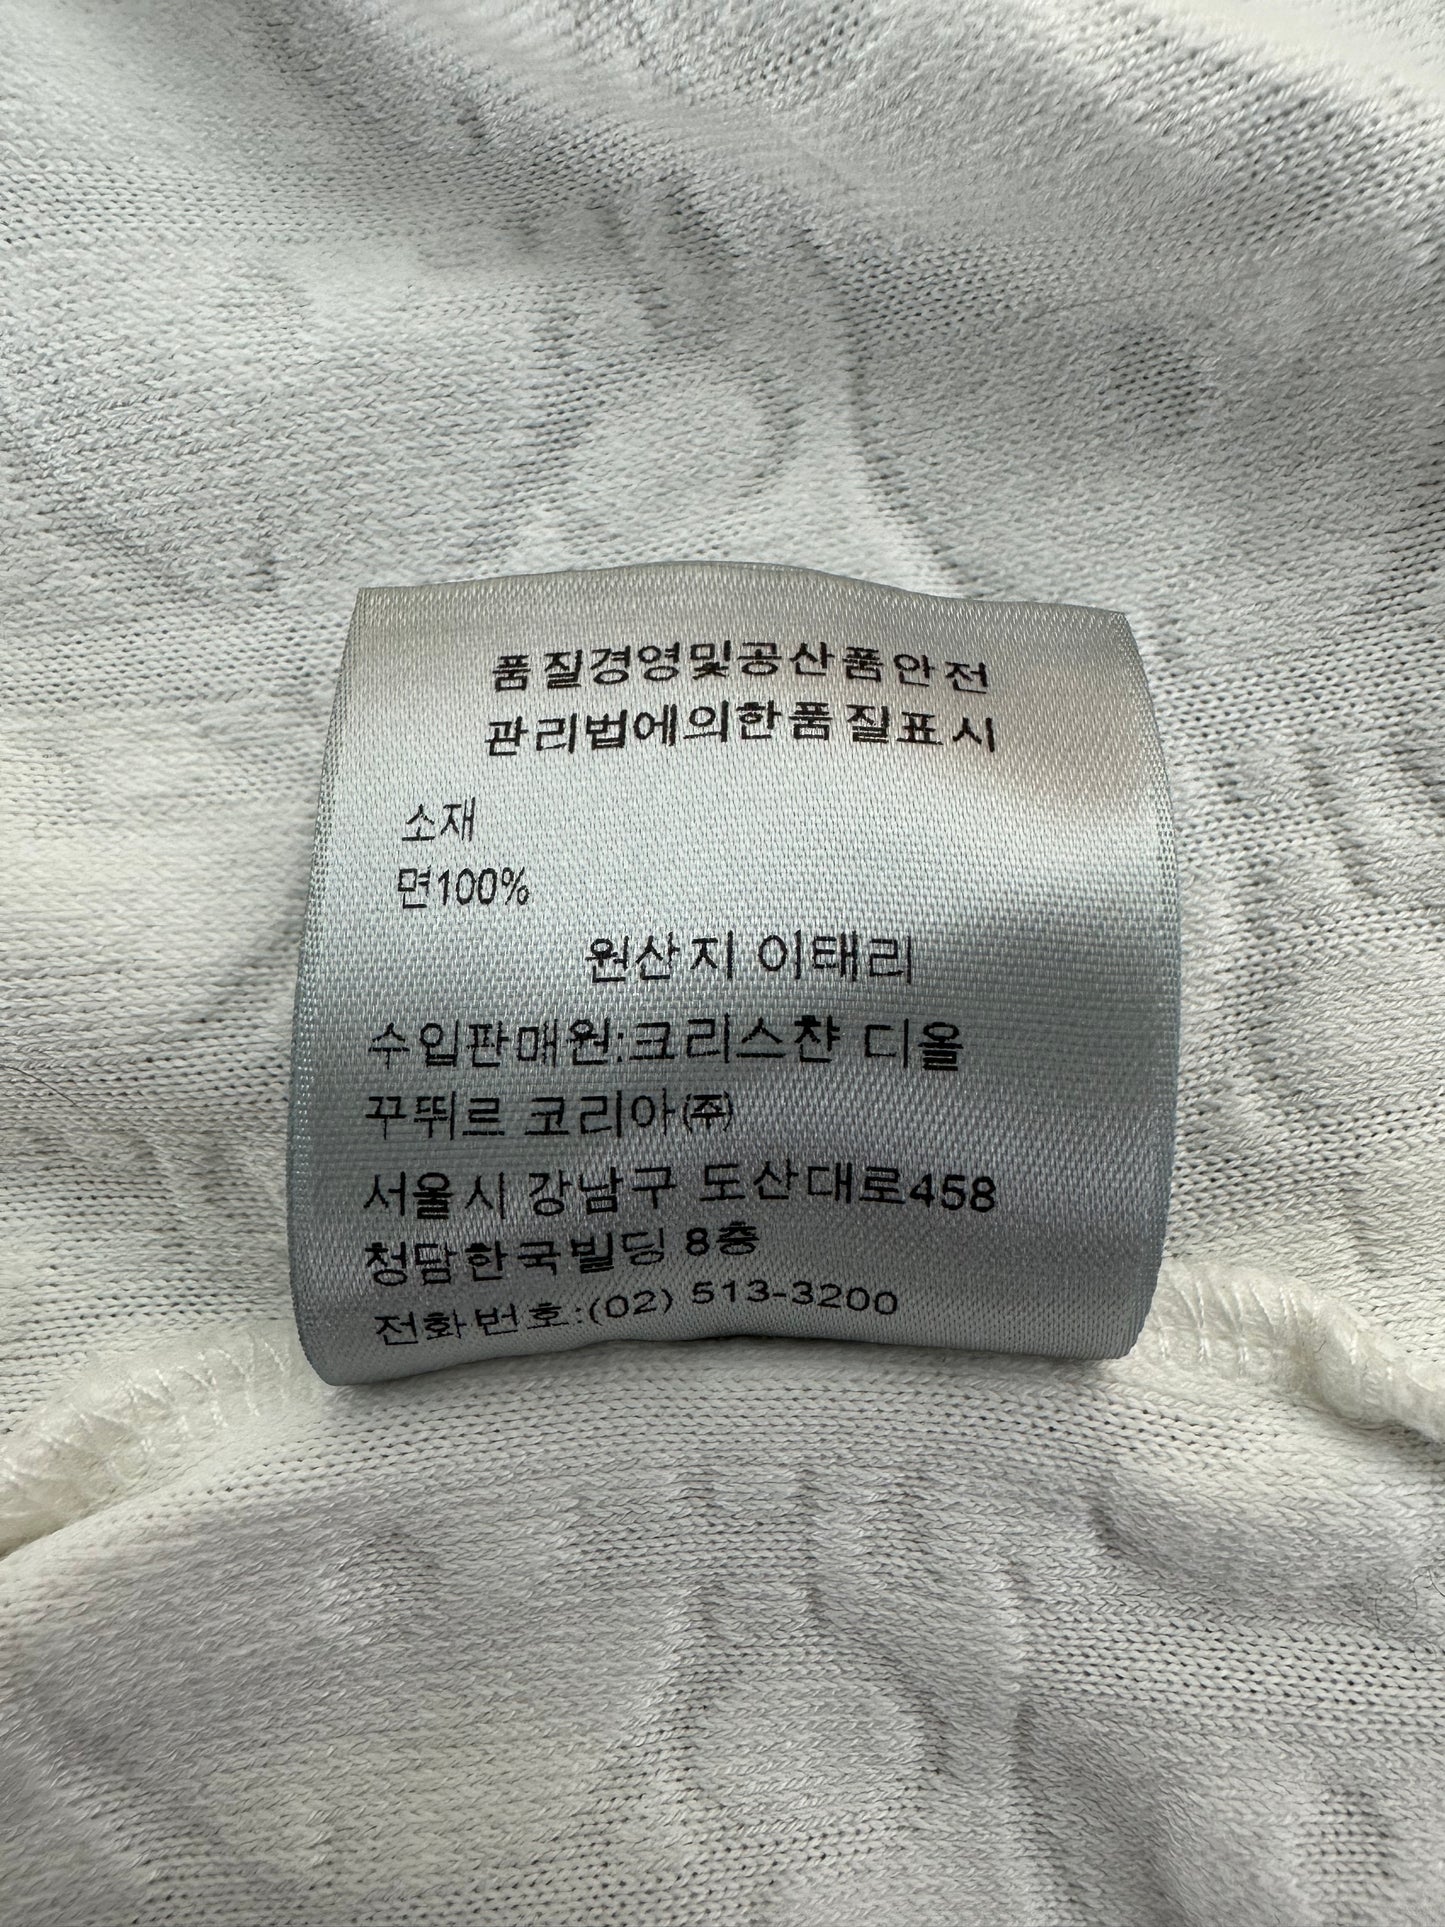 품질경영및공산품안전
관리법에의한품질표시
소재
면100%
원산지 이태리
수입판매원:크리스챤 디올
꾸뛰르 코리아(주)
서울시 강남구 도산대로458
청담한국빌딩 8층
전화번호:(02) 513-3200